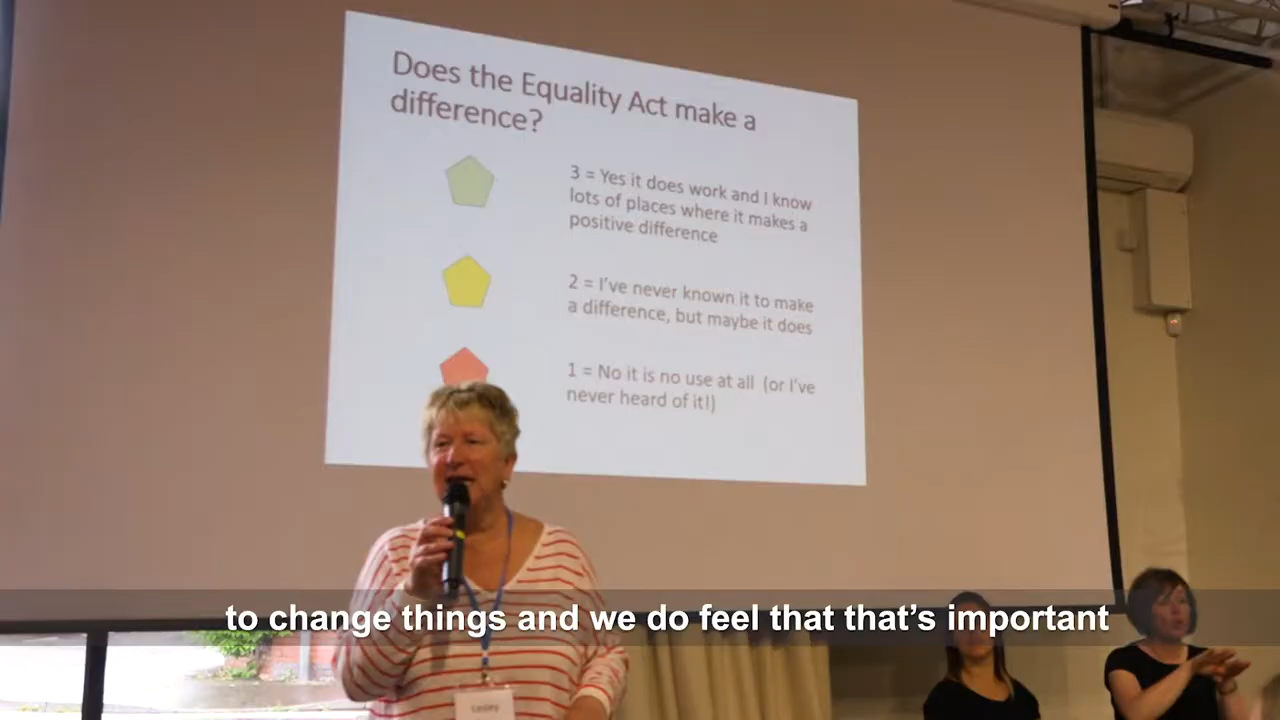 Does the Equality Act make a
difference?
3 = Yes it does work and I know
lots of places where it makes a
positive difference
2 = I've never known it to make
a difference, but maybe it does
1 = No it is no use at all (or I've
never heard of it!)
to change things and we do feel that that's important
Lesley